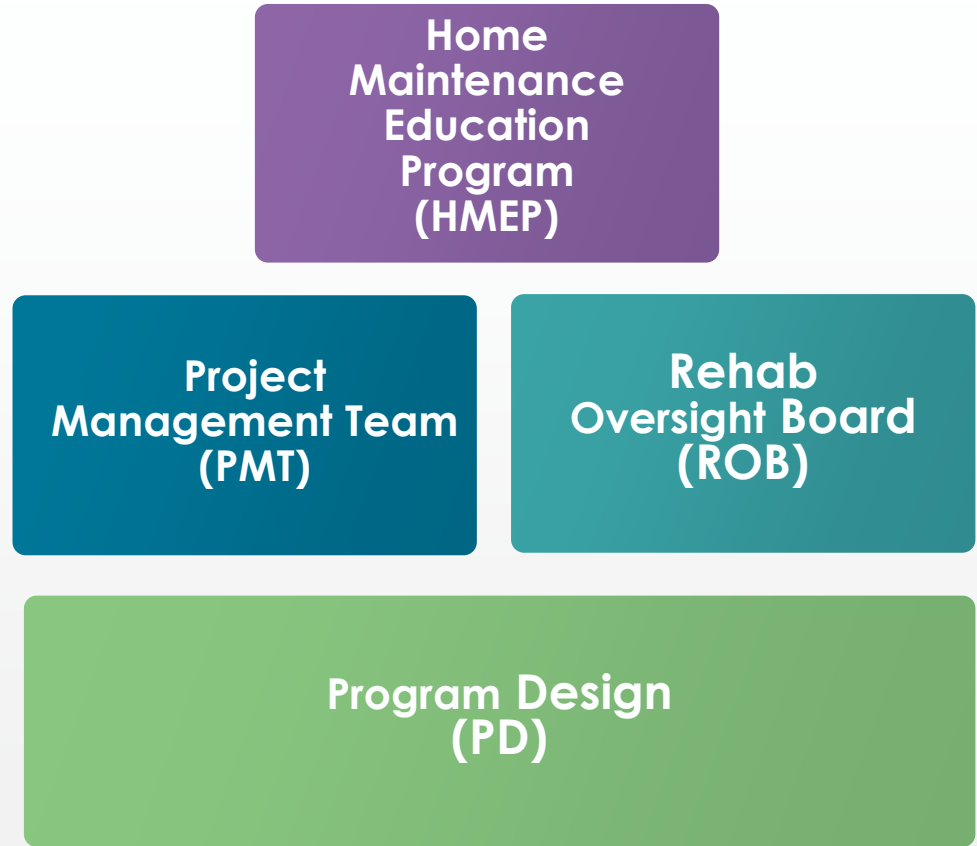 Home
Maintenance
Education
Program
(HMEP)
Project
Management Team
(PMT)
Rehab
Oversight Board
(ROB)
Program Design
(PD)